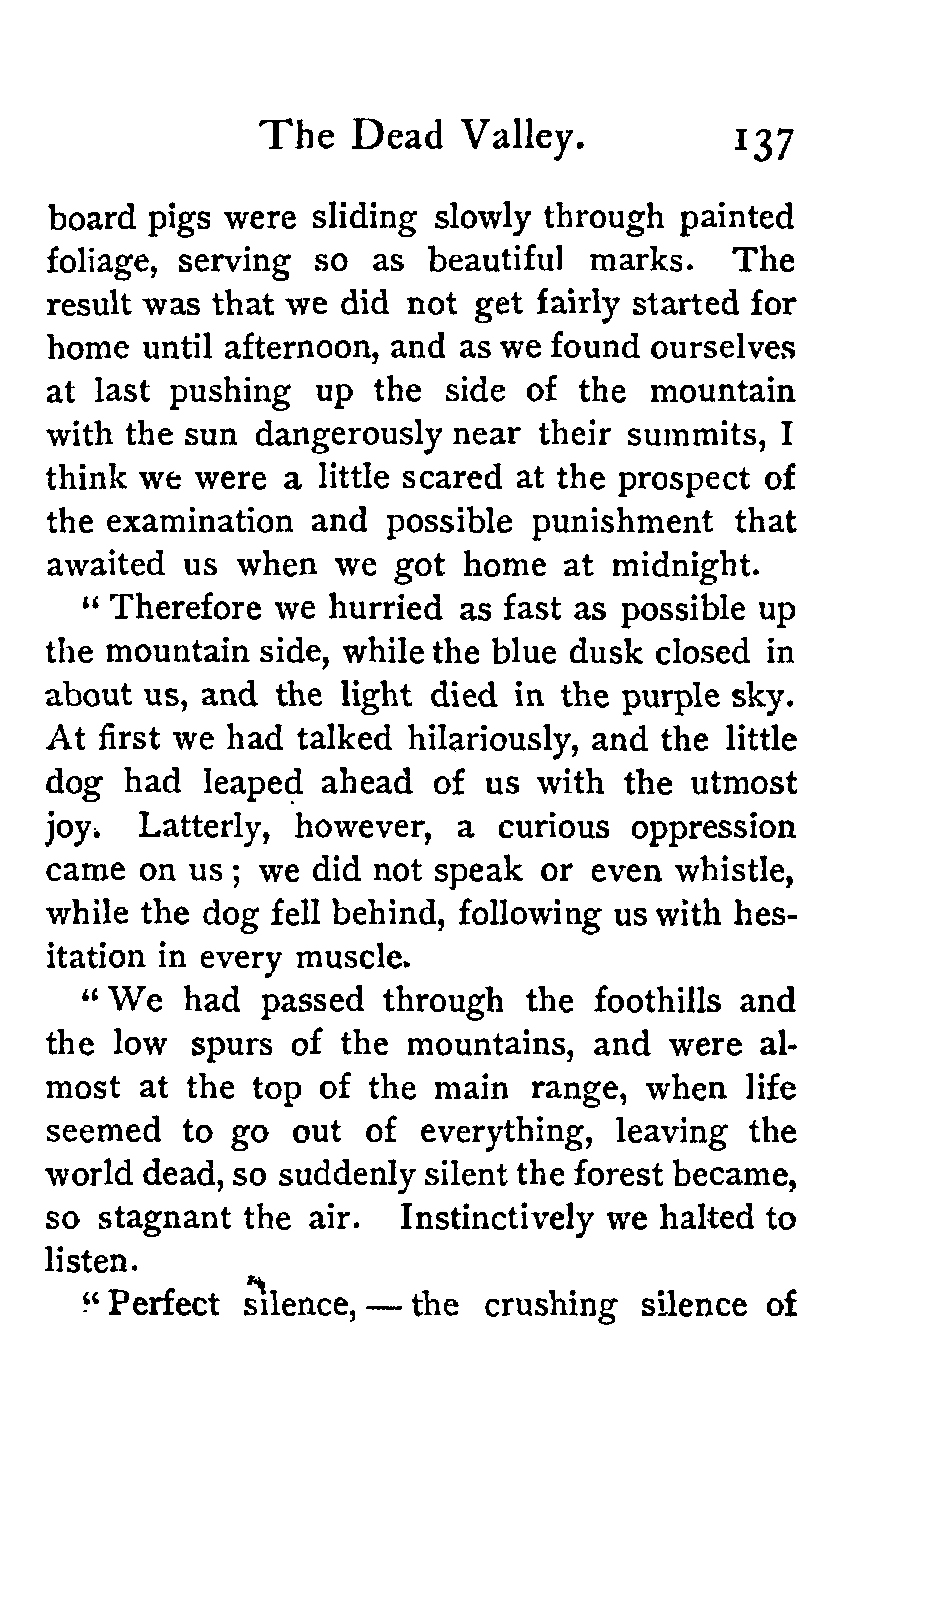 The Dead Valley. 137
board pigs were sliding slowly through painted
foliage, serving so as beautiful marks. The
result was that we did not get fairly started for
home until afternoon, and as we found ourselves
at last pushing up the side of the mountain
with the sun dangerously near their summits, I
think we were a little scared at the prospect of
the examination and possible punishment that
awaited us when we got home at midnight.
" Therefore we hurried as fast as possible up
the mountain side, while the blue dusk closed in
about us, and the light died in the purple sky.
At first we had talked hilariously, and the little
dog had leaped ahead of us with the utmost
joy. Latterly, however, a curious oppression
came on us ; we did not speak or even whistle,
while the dog fell behind, following us with hes-
itation in every muscle.
" We had passed through the foothills and
the low spurs of the mountains, and were al-
most at the top of the main range, when life
seemed to go out of everything, leaving the
world dead, so suddenly silent the forest became,
so stagnant the air. Instinctively we halted to
listen.
" Perfect silence, — the crushing silence of